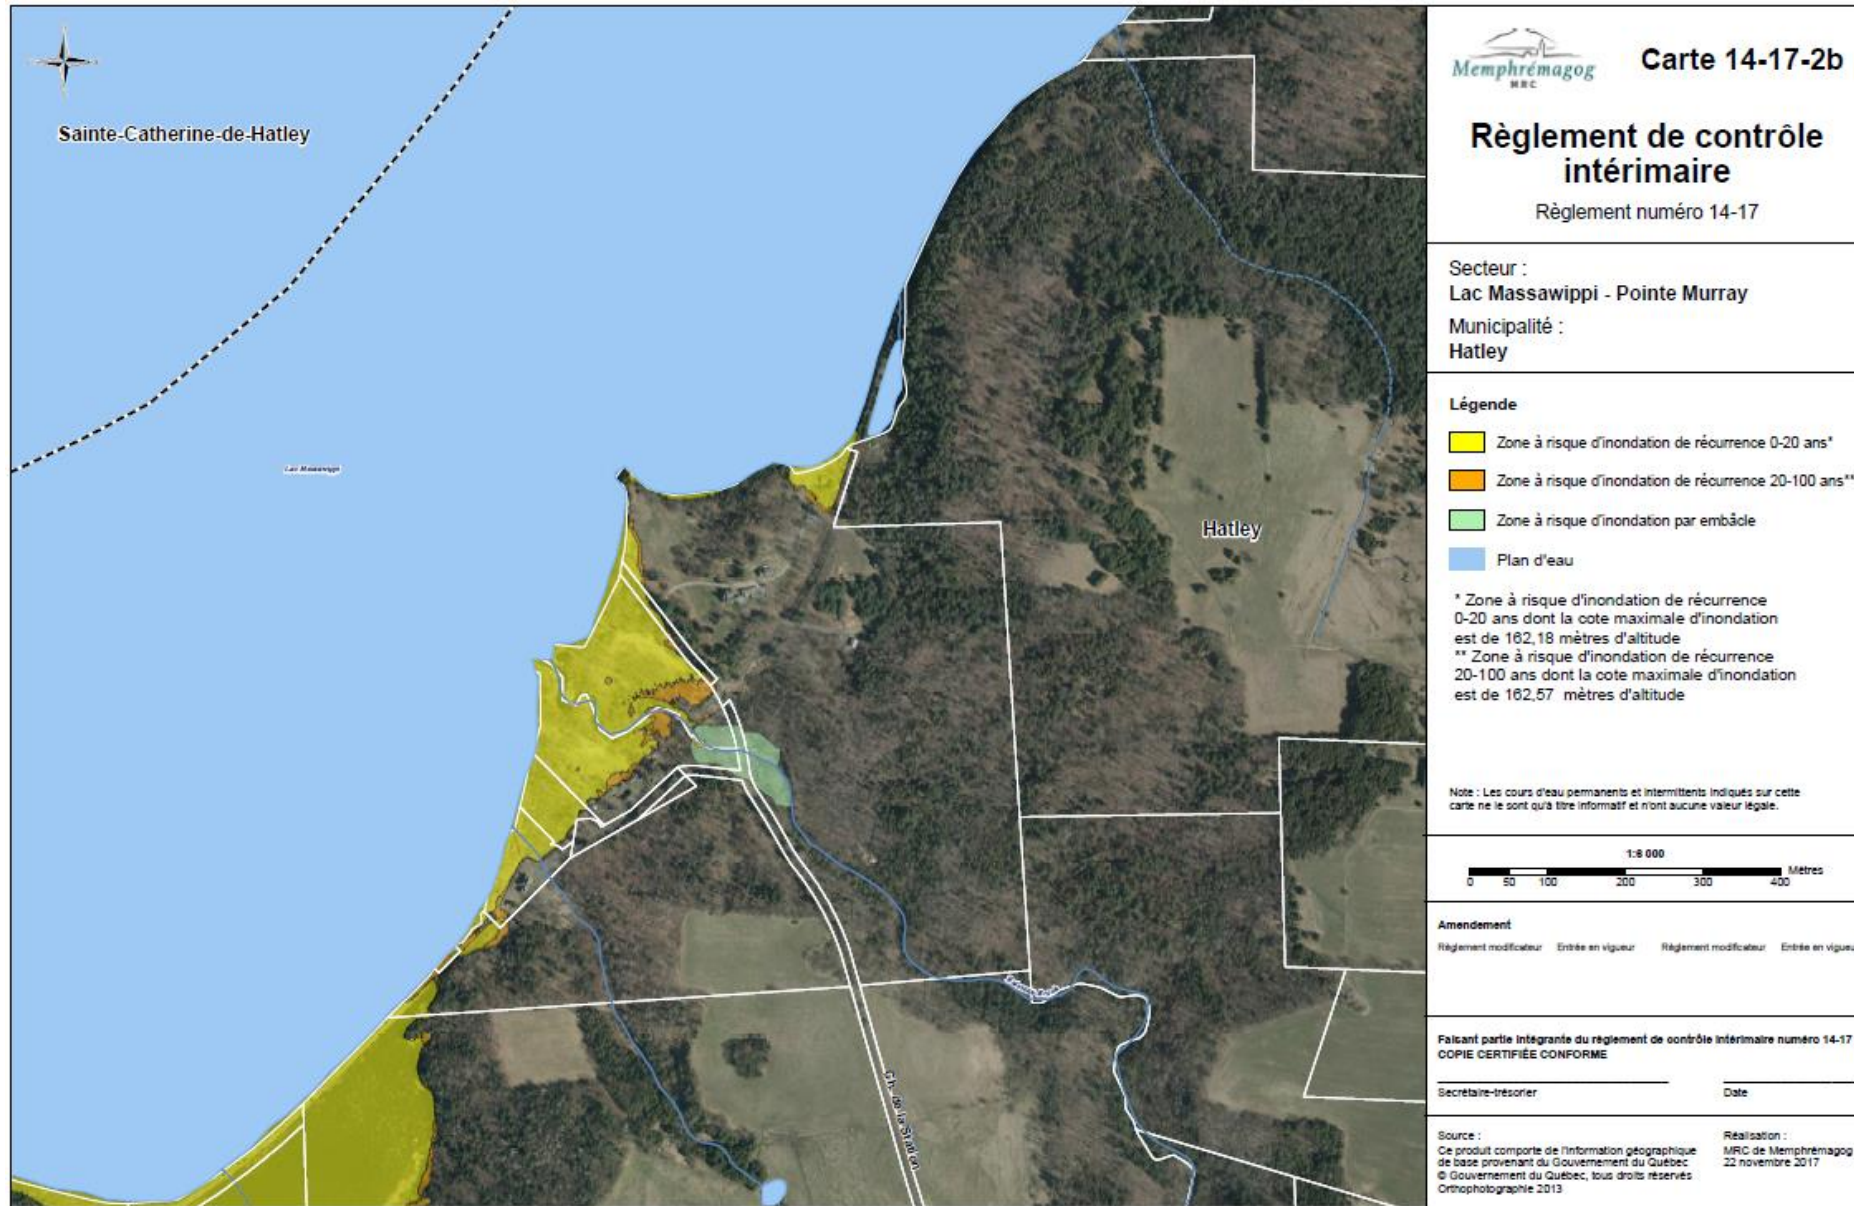 Sainte-Catherine-de-Hatley
Lac Massawippi
Hatley
Ch. de la Station
Memphrémagog
MRC
Carte 14-17-2b
Règlement de contrôle
intérimaire
Règlement numéro 14-17
Secteur :
Lac Massawippi - Pointe Murray
Municipalité :
Hatley
Légende
Zone à risque d'inondation de récurrence 0-20 ans*
Zone à risque d'inondation de récurrence 20-100 ans**
Zone à risque d'inondation par embâcle
Plan d'eau
* Zone à risque d'inondation de récurrence
0-20 ans dont la cote maximale d'inondation
est de 162,18 mètres d'altitude
** Zone à risque d'inondation de récurrence
20-100 ans dont la cote maximale d'inondation
est de 162,57 mètres d'altitude
Note : Les cours d'eau permanents et intermittents indiqués sur cette
carte ne le sont qu'à titre informatif et n'ont aucune valeur légale.
1:6 000
Mètres
0 50 100 200 300 400
Amendement
Règlement modificateur Entrée en vigueur Règlement modificateur Entrée en vigueu
Faisant partie intégrante du règlement de contrôle intérimaire numéro 14-17
COPIE CERTIFIÉE CONFORME
Secrétaire-trésorier Date
Source :
Ce produit comporte de l'information géographique
de base provenant du Gouvernement du Québec
© Gouvernement du Québec, tous droits réservés
Orthophotographie 2013
Réalisation :
MRC de Memphrémagog
22 novembre 2017